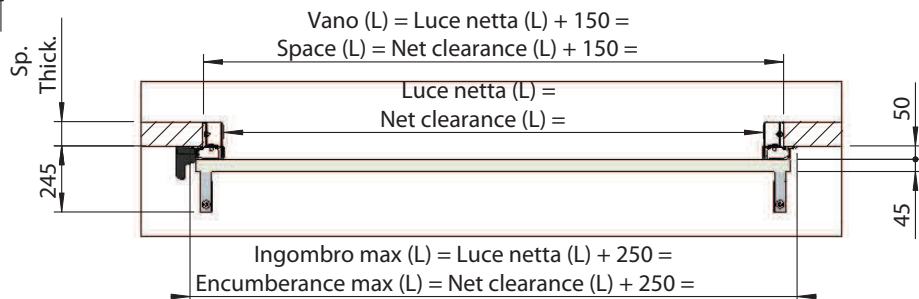 Vano (L) = Luce netta (L) + 150 =
Space (L) = Net clearance (L) + 150 =
Sp.
Thick.
Luce netta (L) =
Net clearance (L) =
50
245
45
Ingombro max (L) = Luce netta (L) + 250 =
Encumberance max (L) = Net clearance (L) + 250 =